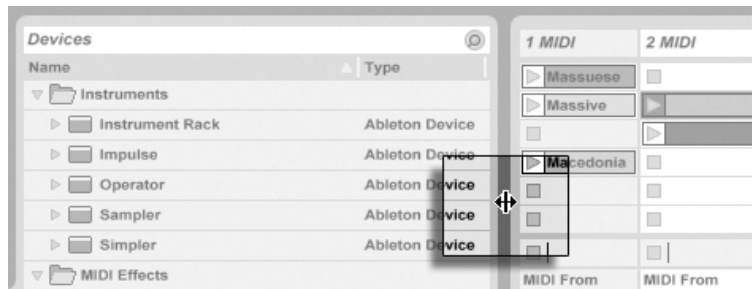 Devices
Name Type
Instruments
Instrument Rack Ableton Device
Impulse Ableton Device
Operator Ableton Device
Sampler Ableton Device
Simpler Ableton Device
MIDI Effects
1 MIDI 2 MIDI
Massuese
Massive
Macedonia
MIDI From MIDI From